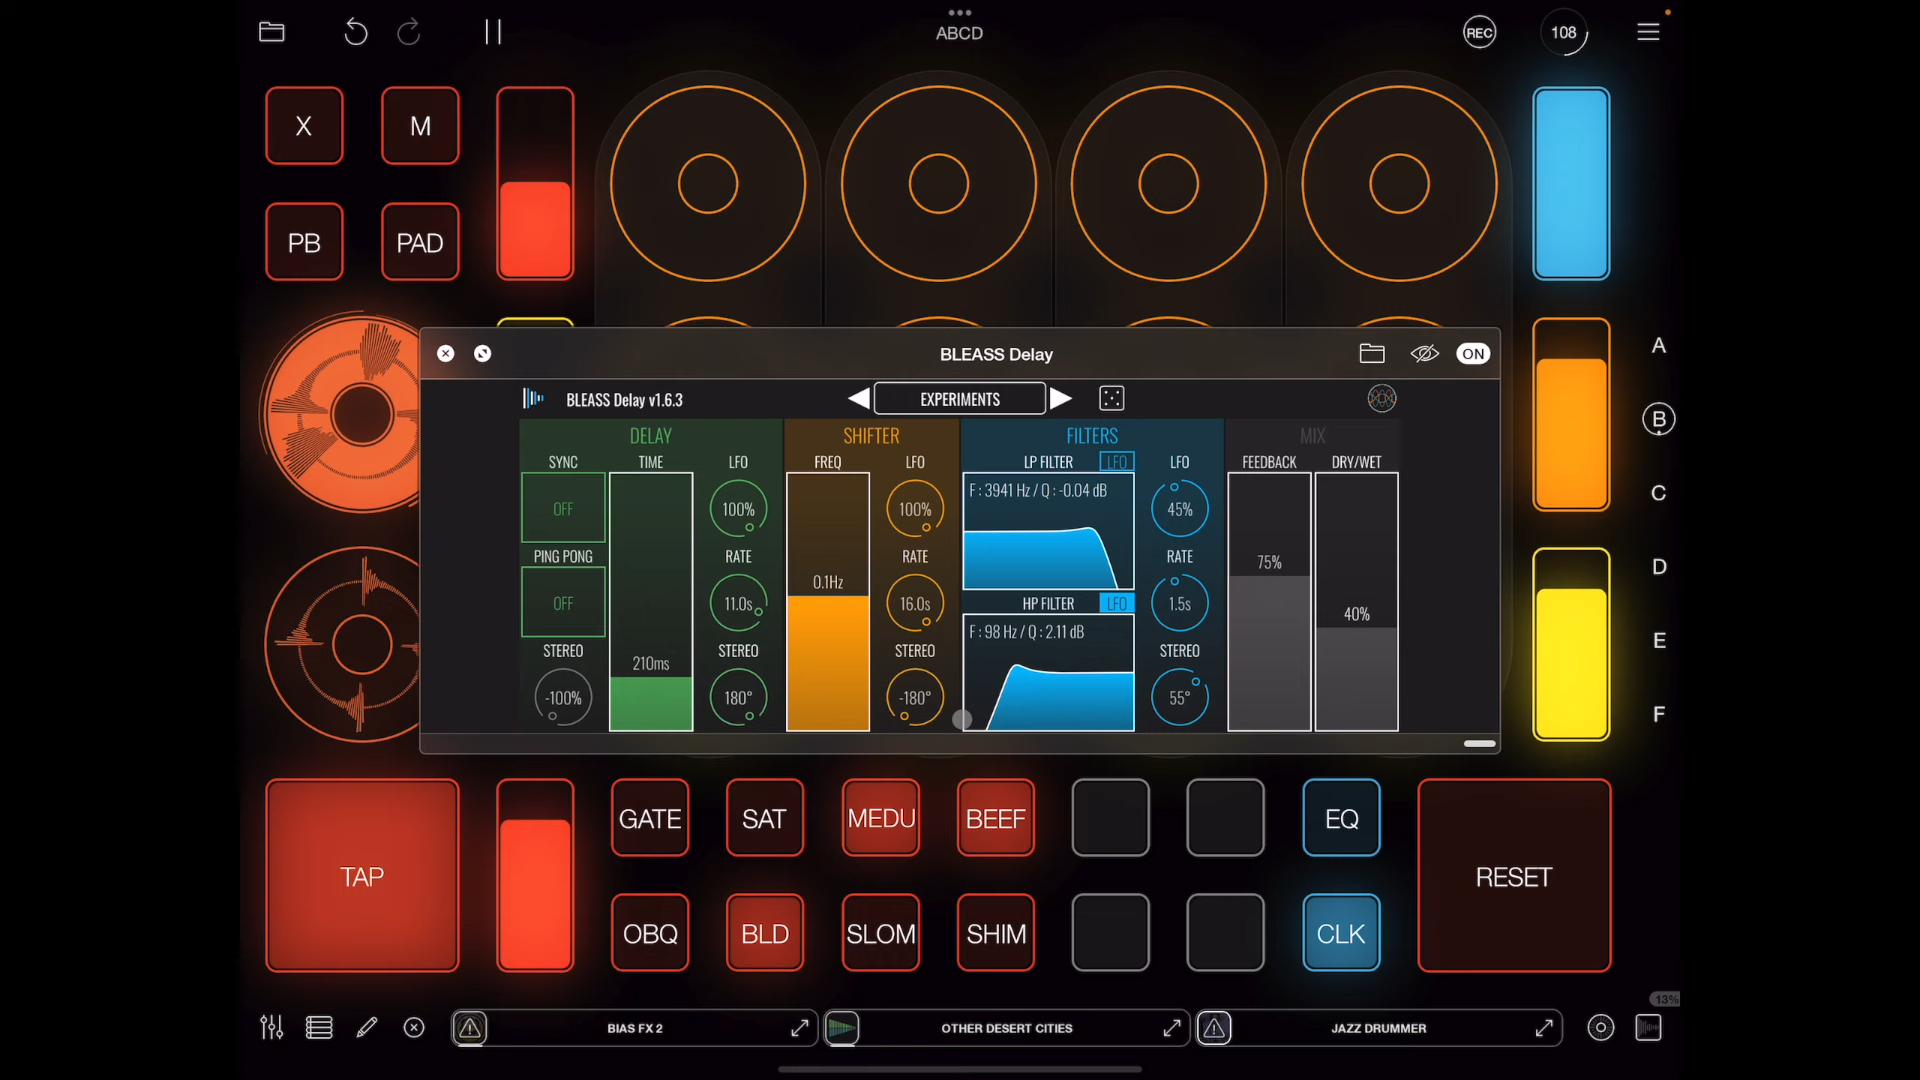 ABCD
REC
108
X
M
PB
PAD
BLEASS Delay
ON
BLEASS Delay v1.6.3
EXPERIMENTS
DELAY
SHIFTER
FILTERS
MIX
SYNC
TIME
LFO
FREQ
LFO
LP FILTER
LFO
LFO
FEEDBACK
DRY/WET
OFF
100%
100%
F : 3941 Hz / Q : -0.04 dB
45%
PING PONG
RATE
RATE
RATE
75%
0.1Hz
OFF
11.0s
16.0s
HP FILTER
LFO
1.5s
40%
F : 98 Hz / Q : 2.11 dB
STEREO
STEREO
STEREO
STEREO
210ms
-100%
180°
-180°
55°
A
B
C
D
E
F
TAP
GATE
SAT
MEDU
BEEF
EQ
RESET
OBQ
BLD
SLOM
SHIM
CLK
13%
BIAS FX 2
OTHER DESERT CITIES
JAZZ DRUMMER